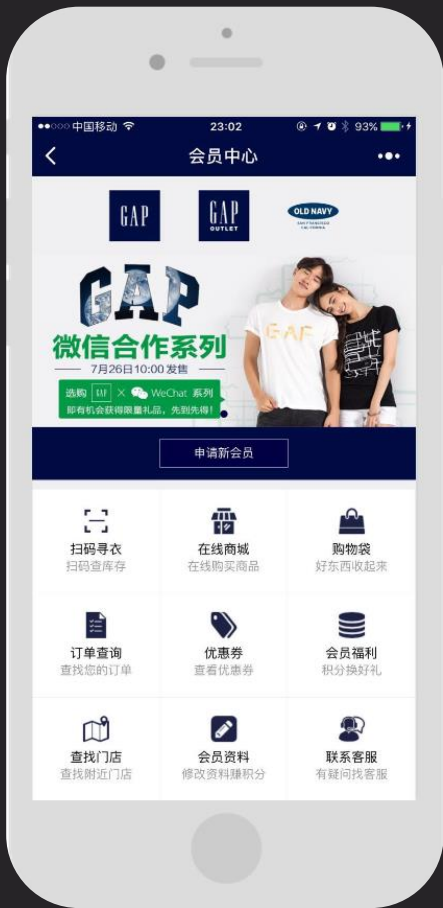 中国移动
23:02
93%
会员中心
GAP
GAP
OUTLET
OLD NAVY
GAP
微信合作系列
7月26日10:00发售
选购 GAP × WeChat 系列
即有机会获得限量礼品，先到先得！
GAP
申请新会员
扫码寻衣
扫码查库存
在线商城
在线购买商品
购物袋
好东西收起来
订单查询
查找您的订单
优惠券
查看优惠券
会员福利
积分换好礼
查找门店
查找附近门店
会员资料
修改资料赚积分
联系客服
有疑问找客服